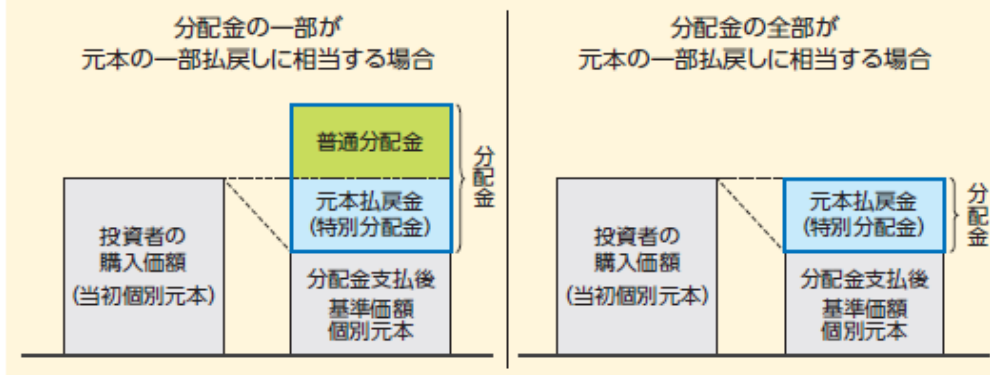 分配金の一部が
元本の一部払戻しに相当する場合
普通分配金
元本払戻金
(特別分配金)
分配金
投資者の
購入価額
(当初個別元本)
分配金支払後
基準価額
個別元本
分配金の全部が
元本の一部払戻しに相当する場合
元本払戻金
(特別分配金)
分配金
投資者の
購入価額
(当初個別元本)
分配金支払後
基準価額
個別元本